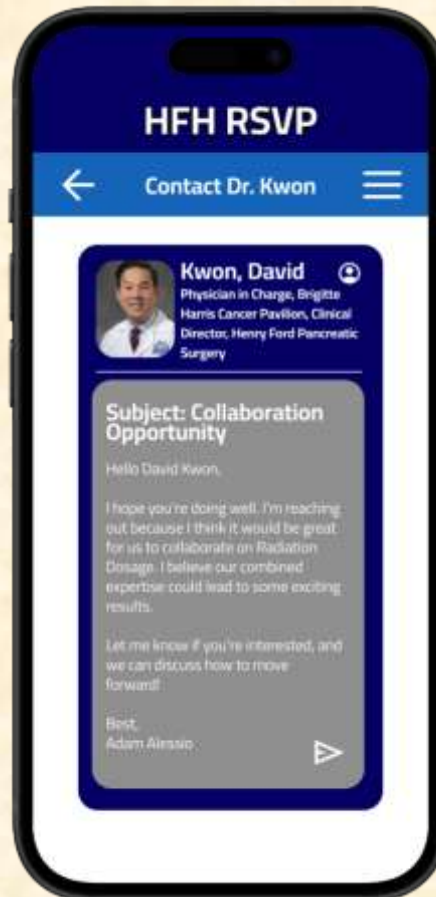 HFH RSVP
Contact Dr. Kwon
Kwon, David
Physician in Charge, Brigitte
Harris Cancer Pavilion, Clinical
Director, Henry Ford Pancreatic
Surgery
Subject: Collaboration
Opportunity
Hello David Kwon,
I hope you're doing well. I'm reaching
out because I think it would be great
for us to collaborate on Radiation
Dosage. I believe our combined
expertise could lead to some exciting
results.
Let me know if you're interested, and
we can discuss how to move
forward!
Best,
Adam Alessio